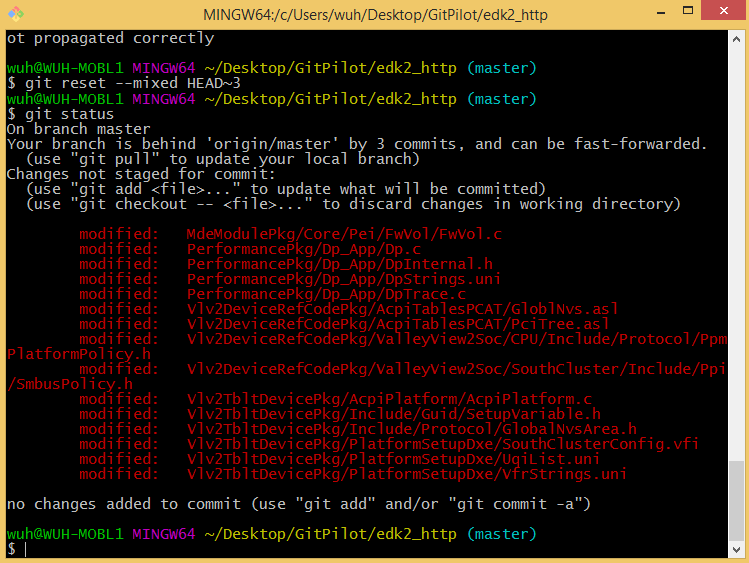 MINGW64:/c/Users/wuh/Desktop/GitPilot/edk2_http
ot propagated correctly
wuh@WUH-MOBL1 MINGW64 ~/Desktop/GitPilot/edk2_http (master)
$ git reset --mixed HEAD~3
wuh@WUH-MOBL1 MINGW64 ~/Desktop/GitPilot/edk2_http (master)
$ git status
On branch master
Your branch is behind 'origin/master' by 3 commits, and can be fast-forwarded.
  (use "git pull" to update your local branch)
Changes not staged for commit:
  (use "git add <file>..." to update what will be committed)
  (use "git checkout -- <file>..." to discard changes in working directory)
        modified:   MdeModulePkg/Core/Pei/FwVol/FwVol.c
        modified:   PerformancePkg/Dp_App/Dp.c
        modified:   PerformancePkg/Dp_App/DpInternal.h
        modified:   PerformancePkg/Dp_App/DpStrings.uni
        modified:   PerformancePkg/Dp_App/DpTrace.c
        modified:   Vlv2DeviceRefCodePkg/AcpiTablesPCAT/GloblNvs.asl
        modified:   Vlv2DeviceRefCodePkg/AcpiTablesPCAT/PciTree.asl
        modified:   Vlv2DeviceRefCodePkg/ValleyView2Soc/CPU/Include/Protocol/Ppm
PlatformPolicy.h
        modified:   Vlv2DeviceRefCodePkg/ValleyView2Soc/SouthCluster/Include/Ppi
/SmbusPolicy.h
        modified:   Vlv2TbltDevicePkg/AcpiPlatform/AcpiPlatform.c
        modified:   Vlv2TbltDevicePkg/Include/Guid/SetupVariable.h
        modified:   Vlv2TbltDevicePkg/Include/Protocol/GlobalNvsArea.h
        modified:   Vlv2TbltDevicePkg/PlatformSetupDxe/SouthClusterConfig.vfi
        modified:   Vlv2TbltDevicePkg/PlatformSetupDxe/UqiList.uni
        modified:   Vlv2TbltDevicePkg/PlatformSetupDxe/VfrStrings.uni
no changes added to commit (use "git add" and/or "git commit -a")
wuh@WUH-MOBL1 MINGW64 ~/Desktop/GitPilot/edk2_http (master)
$